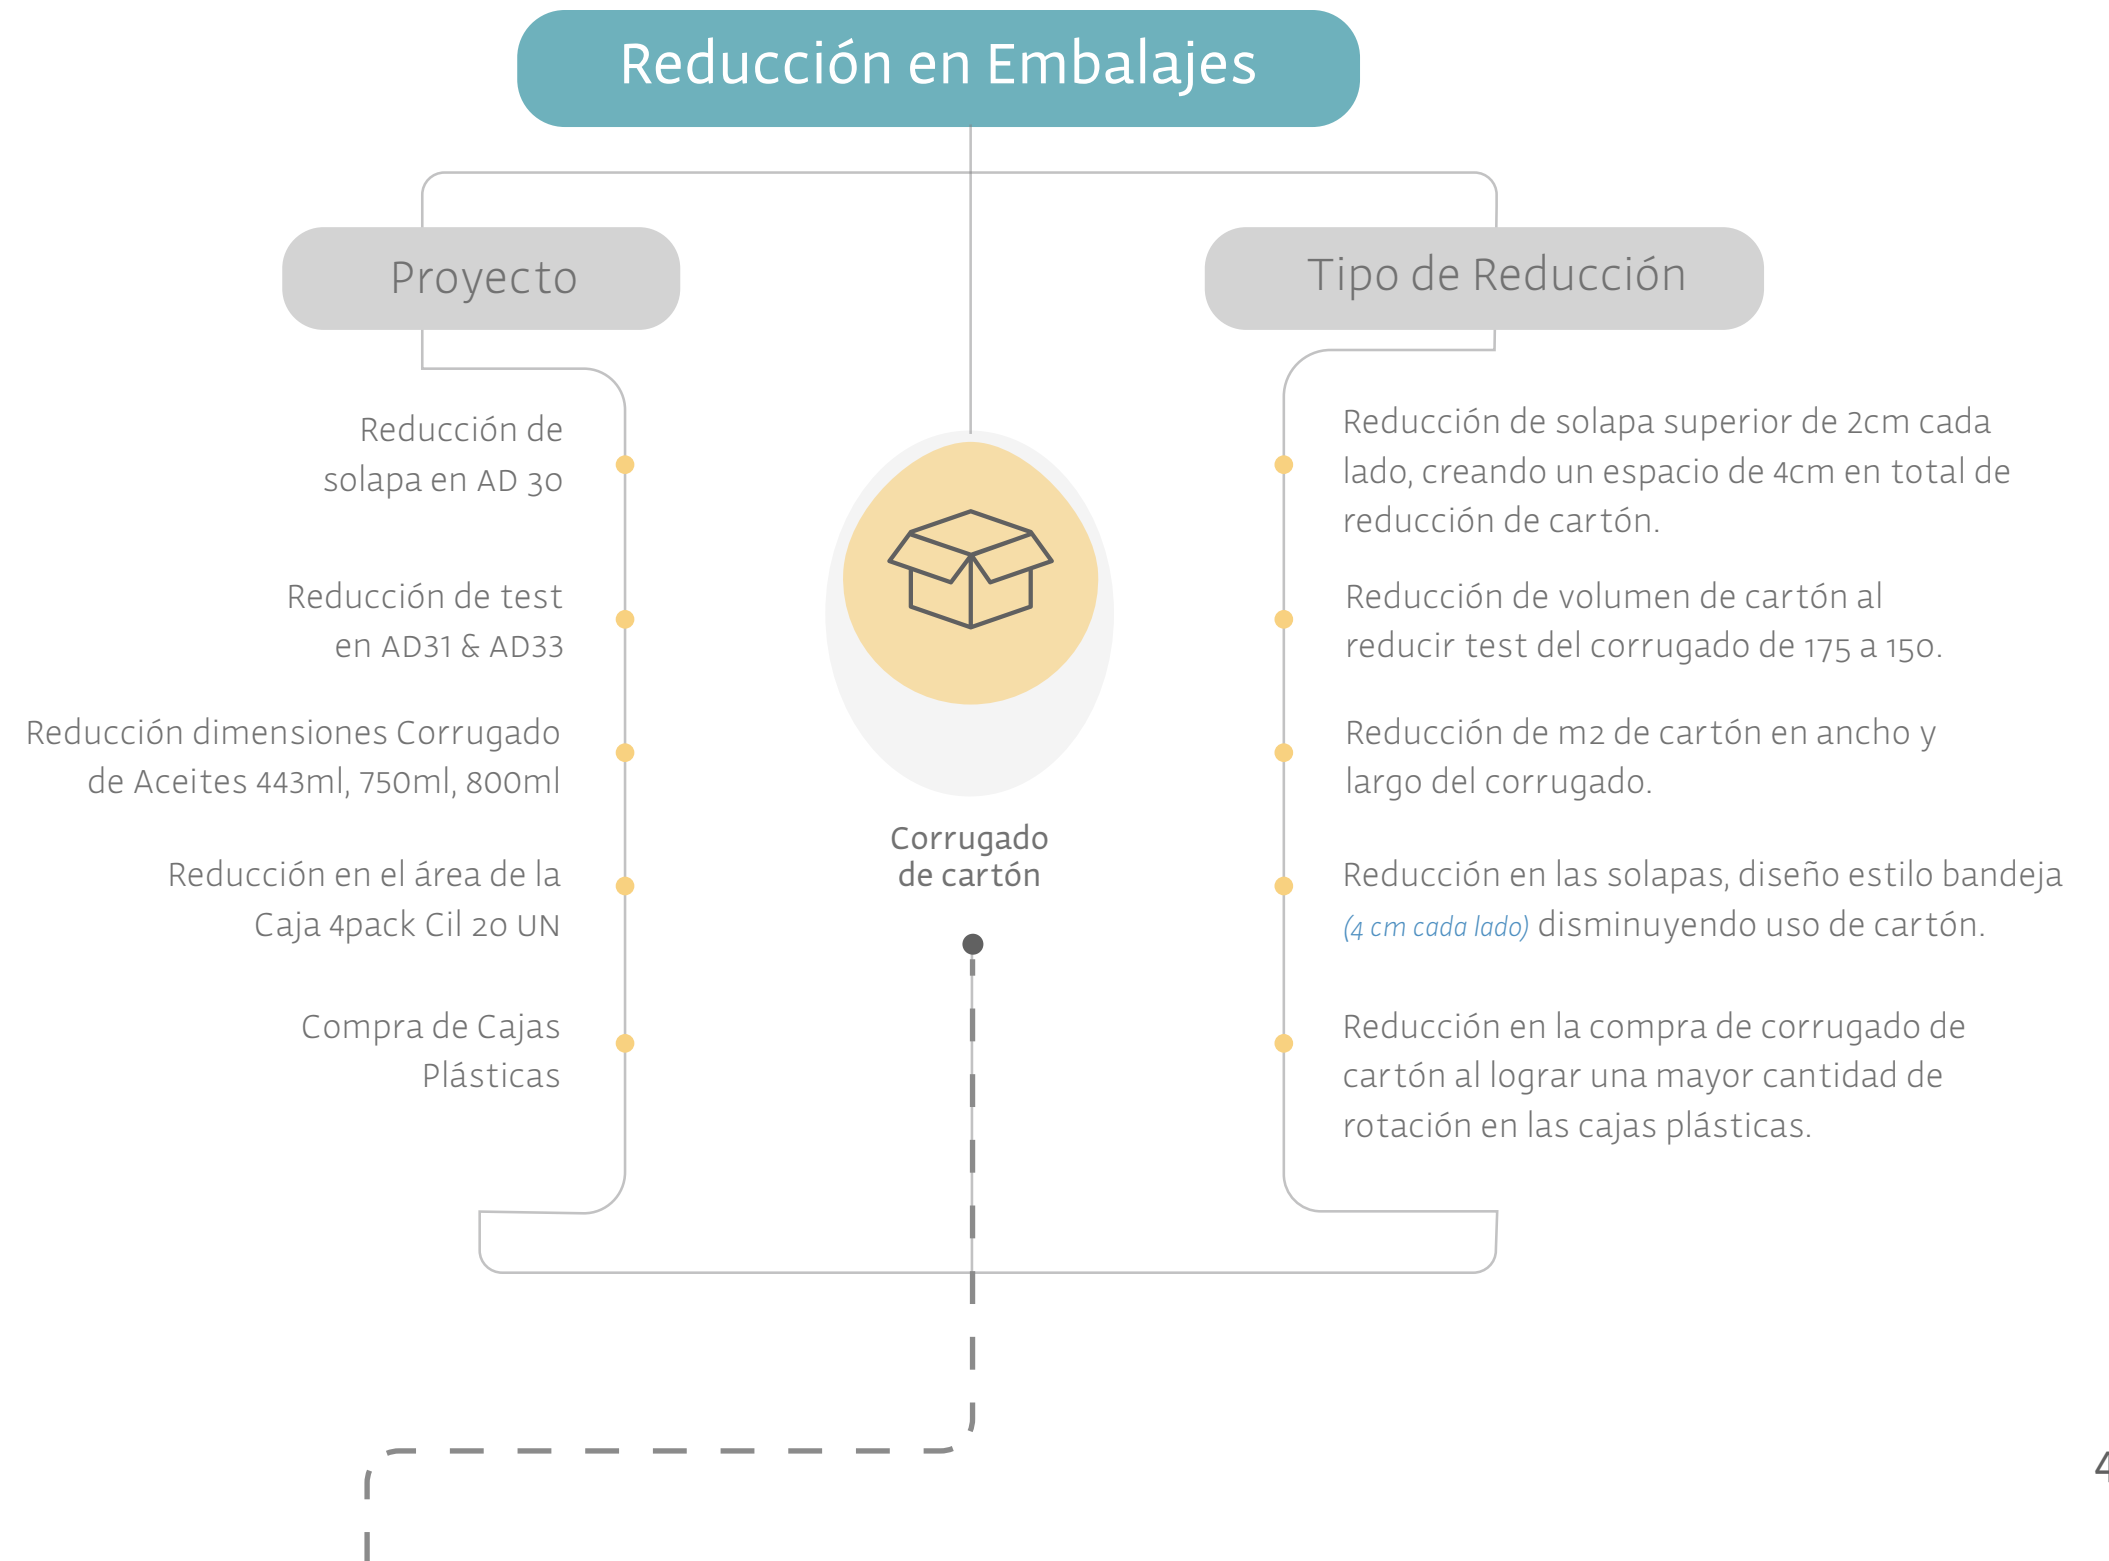 Reducción en Embalajes
Proyecto
Reducción de
solapa en AD 30
Reducción de test
en AD31 & AD33
Reducción dimensiones Corrugado
de Aceites 443ml, 750ml, 800ml
Reducción en el área de la
Caja 4pack Cil 20 UN
Compra de Cajas
Plásticas
Corrugado
de cartón
Tipo de Reducción
Reducción de solapa superior de 2cm cada
lado, creando un espacio de 4cm en total de
reducción de cartón.
Reducción de volumen de cartón al
reducir test del corrugado de 175 a 150.
Reducción de m2 de cartón en ancho y
largo del corrugado.
Reducción en las solapas, diseño estilo bandeja
(4 cm cada lado) disminuyendo uso de cartón.
Reducción en la compra de corrugado de
cartón al lograr una mayor cantidad de
rotación en las cajas plásticas.